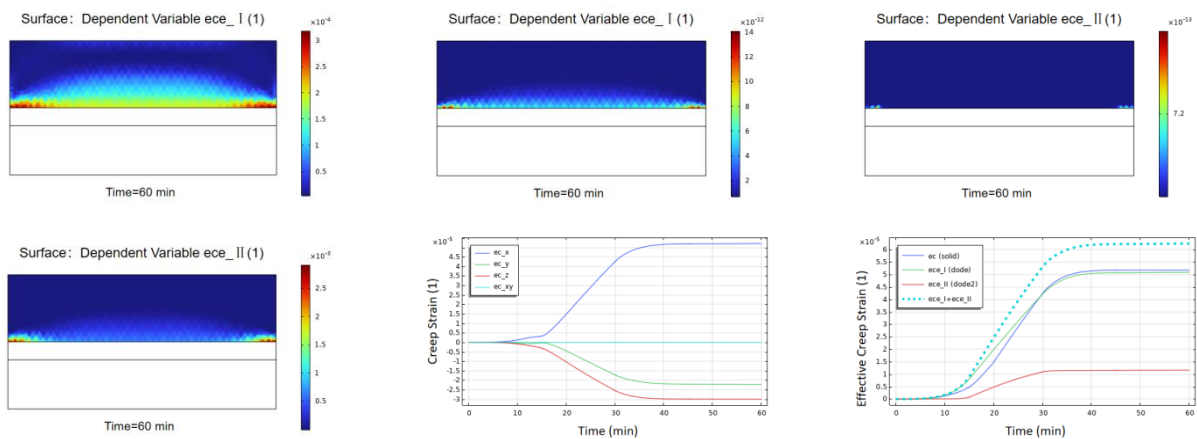 Surface: Dependent Variable ece_Ⅰ(1)
×10⁻⁴
3
2.5
2
1.5
1
0.5
Time=60 min
Surface: Dependent Variable ece_Ⅰ(1)
×10⁻¹²
14
12
10
8
6
4
2
Time=60 min
Surface: Dependent Variable ece_Ⅱ(1)
×10⁻¹³
7.2
Time=60 min
Surface: Dependent Variable ece_Ⅱ(1)
×10⁻³
2.5
2
1.5
1
0.5
Time=60 min
×10⁻⁵
ec_x
ec_y
ec_z
ec_xy
4.5
4
3.5
3
2.5
2
1.5
1
0.5
0
-0.5
-1
-1.5
-2
-2.5
-3
Creep Strain (1)
0 10 20 30 40 50 60
Time (min)
×10⁻⁵
ec (solid)
ece_I (dode)
ece_II (dode2)
ece_I+ece_II
6
5.5
5
4.5
4
3.5
3
2.5
2
1.5
1
0.5
0
Effective Creep Strain (1)
0 10 20 30 40 50 60
Time (min)